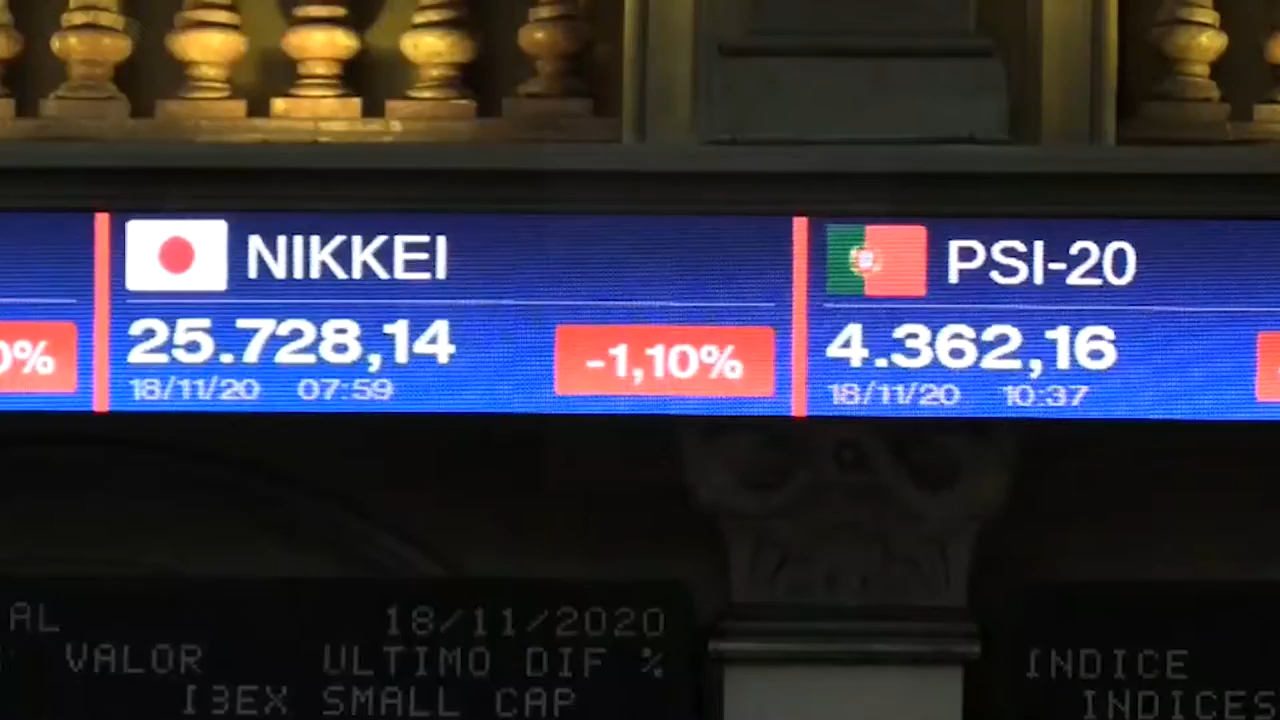 NIKKEI
25.728,14
-1,10%
18/11/20 07:59
PSI-20
4.362,16
18/11/20 10:37
0%
AL 18/11/2020
VALOR ULTIMO DIF %
IBEX SMALL CAP
INDICE
INDICES